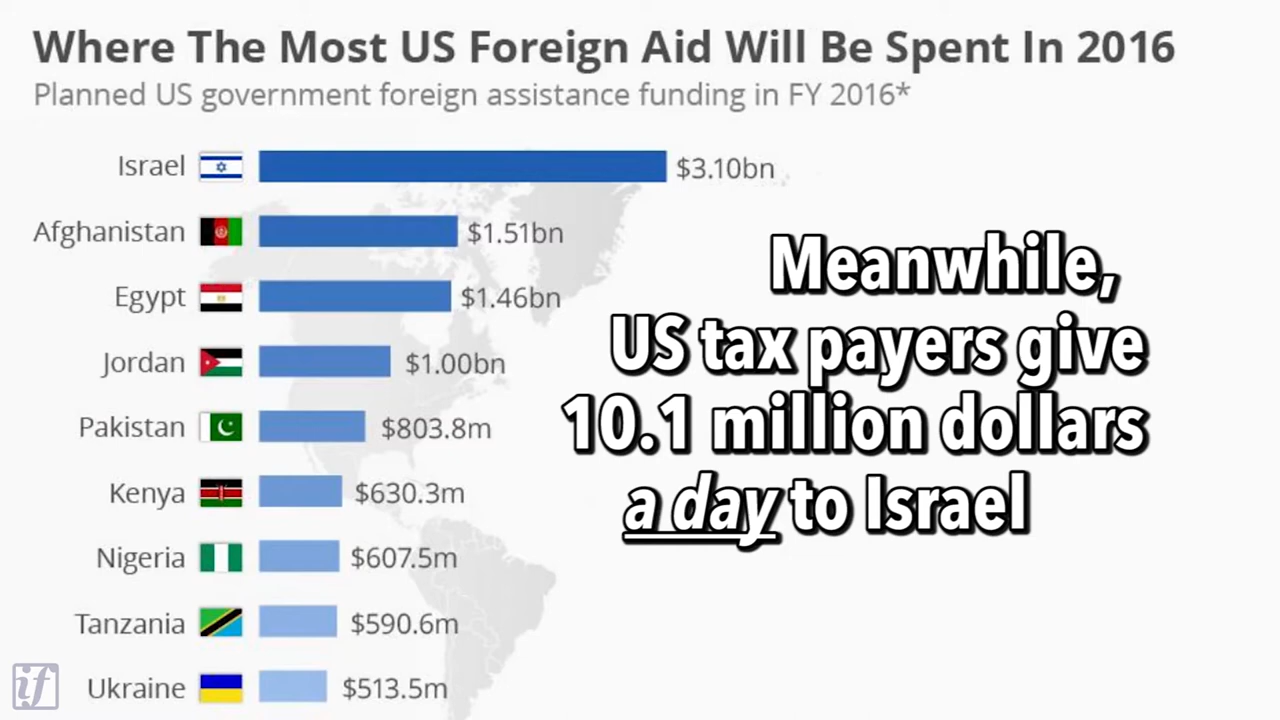 Where The Most US Foreign Aid Will Be Spent In 2016
Planned US government foreign assistance funding in FY 2016*
Israel $3.10bn
Afghanistan $1.51bn
Egypt $1.46bn
Jordan $1.00bn
Pakistan $803.8m
Kenya $630.3m
Nigeria $607.5m
Tanzania $590.6m
Ukraine $513.5m
Meanwhile,
US tax payers give
10.1 million dollars
a day to Israel
if